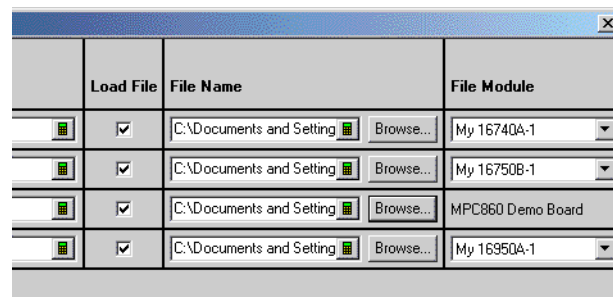 Load File File Name File Module
C:\Documents and Setting Browse... My 16740A-1
C:\Documents and Setting Browse... My 16750B-1
C:\Documents and Setting Browse... MPC860 Demo Board
C:\Documents and Setting Browse... My 16950A-1